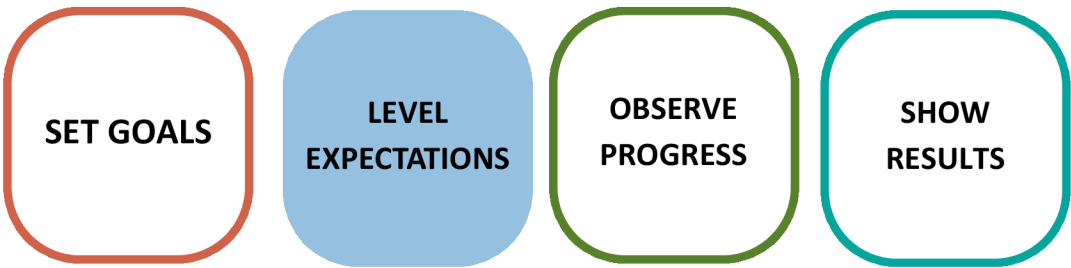 SET GOALS
LEVEL
EXPECTATIONS
OBSERVE
PROGRESS
SHOW
RESULTS